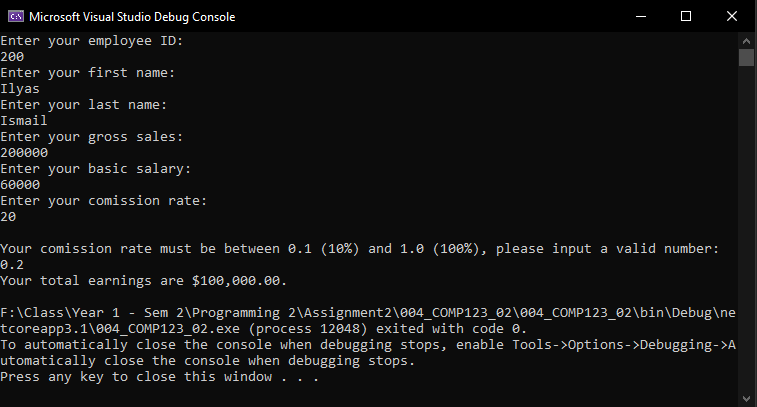 Microsoft Visual Studio Debug Console
Enter your employee ID:
200
Enter your first name:
Ilyas
Enter your last name:
Ismail
Enter your gross sales:
200000
Enter your basic salary:
60000
Enter your comission rate:
20
Your comission rate must be between 0.1 (10%) and 1.0 (100%), please input a valid number:
0.2
Your total earnings are $100,000.00.
F:\Class\Year 1 - Sem 2\Programming 2\Assignment2\004_COMP123_02\004_COMP123_02\bin\Debug\ne
tcoreapp3.1\004_COMP123_02.exe (process 12048) exited with code 0.
To automatically close the console when debugging stops, enable Tools->Options->Debugging->A
utomatically close the console when debugging stops.
Press any key to close this window . . .